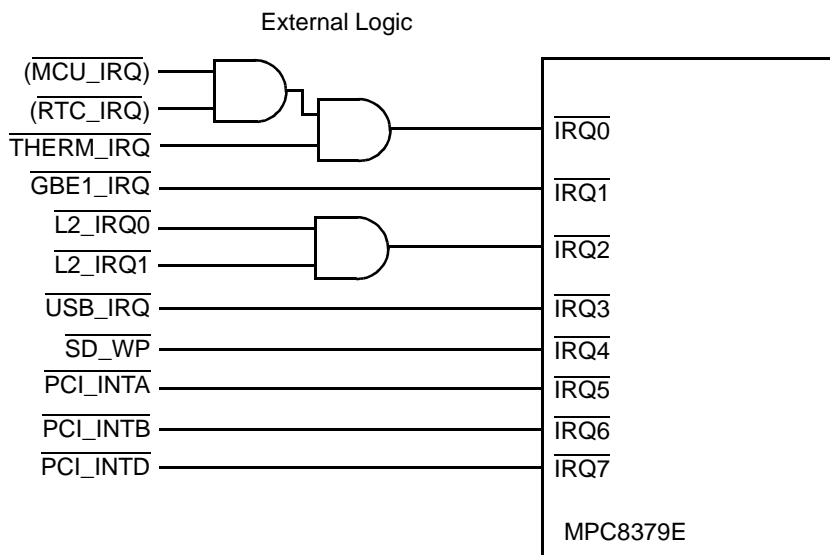 External Logic
(MCU_IRQ)
(RTC_IRQ)
THERM_IRQ
GBE1_IRQ
L2_IRQ0
L2_IRQ1
USB_IRQ
SD_WP
PCI_INTA
PCI_INTB
PCI_INTD
IRQ0
IRQ1
IRQ2
IRQ3
IRQ4
IRQ5
IRQ6
IRQ7
MPC8379E